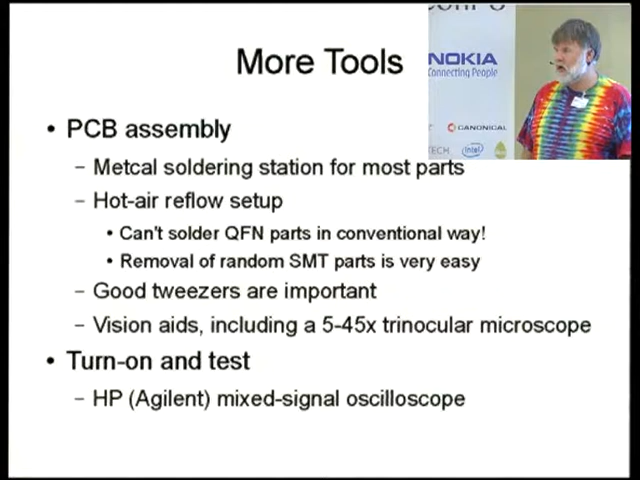 More Tools
NOKIA
Connecting People
CANONICAL
TECH
intel
• PCB assembly
– Metcal soldering station for most parts
– Hot-air reflow setup
• Can't solder QFN parts in conventional way!
• Removal of random SMT parts is very easy
– Good tweezers are important
– Vision aids, including a 5-45x trinocular microscope
• Turn-on and test
– HP (Agilent) mixed-signal oscilloscope